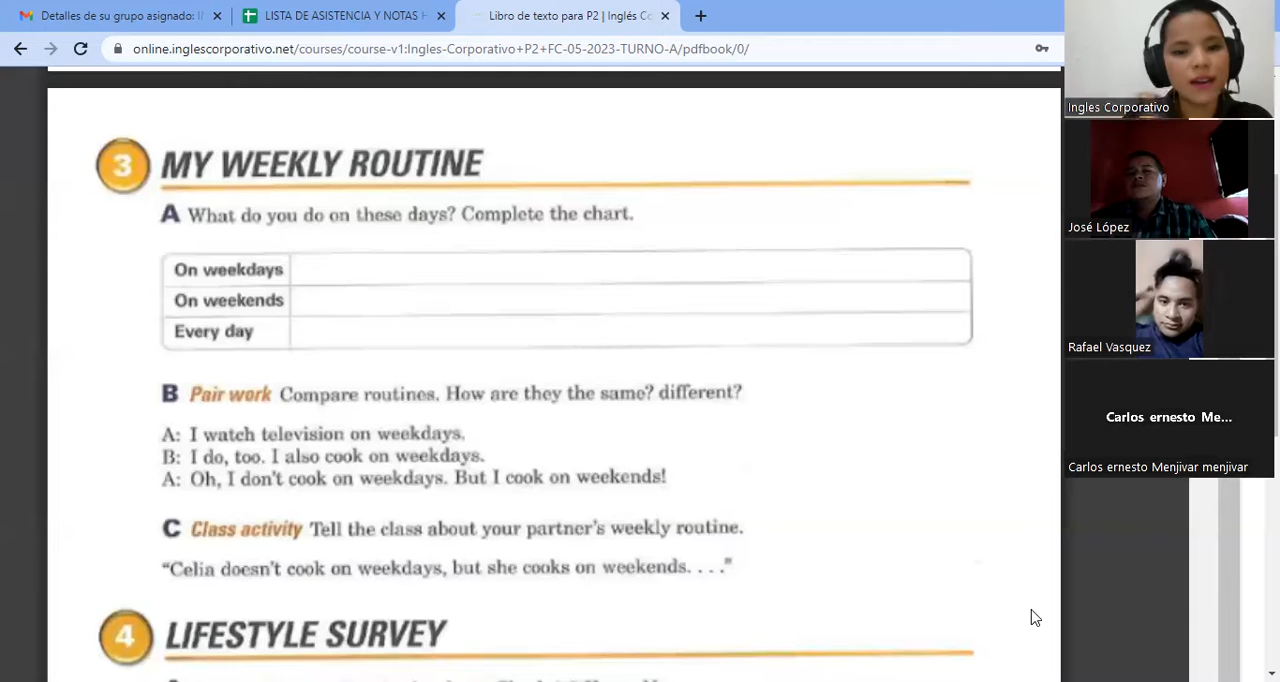 Detalles de su grupo asignado: I
LISTA DE ASISTENCIA Y NOTAS
Libro de texto para P2 | Inglés Co
online.inglescorporativo.net/courses/course-v1:Ingles-Corporativo+P2+FC-05-2023-TURNO-A/pdfbook/0/
Ingles Corporativo
José López
Rafael Vasquez
Carlos ernesto Me...
Carlos ernesto Menjivar menjivar
3 MY WEEKLY ROUTINE
A What do you do on these days? Complete the chart.
On weekdays
On weekends
Every day
B Pair work Compare routines. How are they the same? different?
A: I watch television on weekdays.
B: I do, too. I also cook on weekdays.
A: Oh, I don't cook on weekdays. But I cook on weekends!
C Class activity Tell the class about your partner's weekly routine.
“Celia doesn't cook on weekdays, but she cooks on weekends. . . .”
4 LIFESTYLE SURVEY